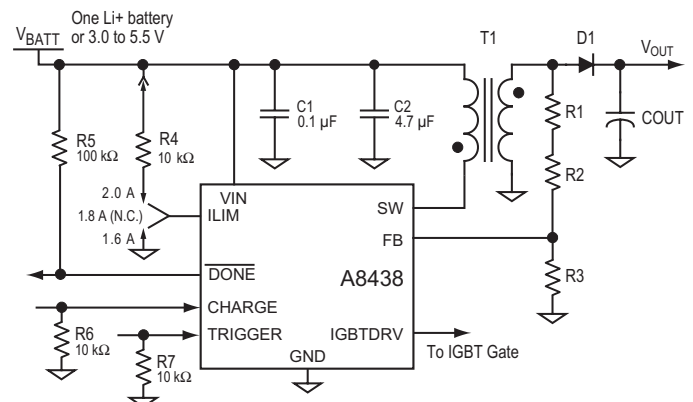 One Li+ battery
or 3.0 to 5.5 V
VBATT
T1
D1
VOUT
C1
0.1 µF
C2
4.7 µF
R1
COUT
R5
100 kΩ
R4
10 kΩ
R2
2.0 A
1.8 A (N.C.)
1.6 A
VIN
ILIM
SW
FB
R3
DONE
A8438
CHARGE
TRIGGER
IGBTDRV
R6
10 kΩ
R7
10 kΩ
GND
To IGBT Gate